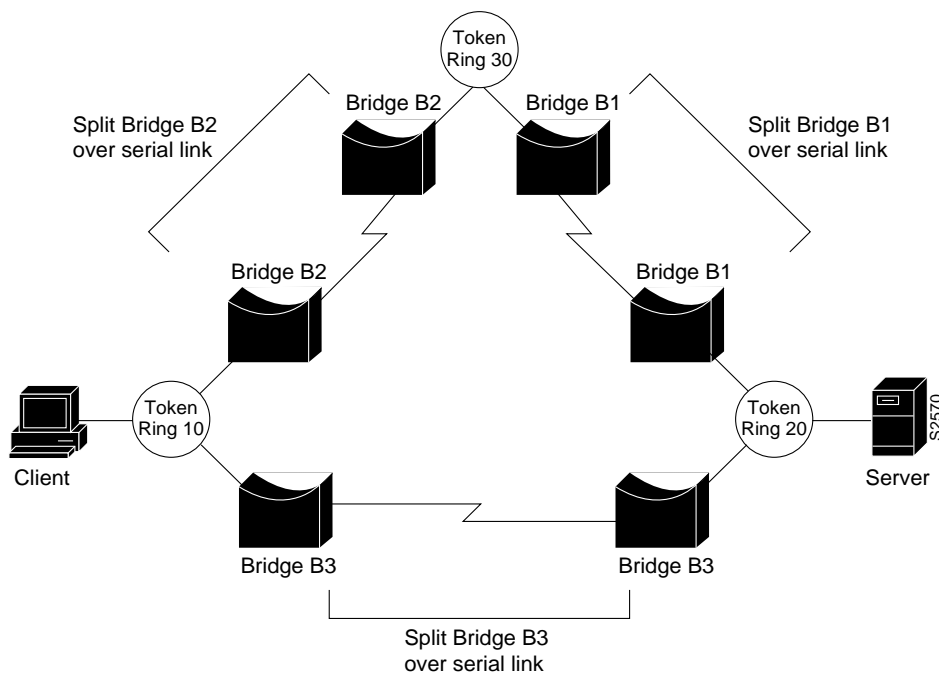 Token
Ring 30
Bridge B2
Bridge B1
Split Bridge B2
over serial link
Split Bridge B1
over serial link
Bridge B2
Bridge B1
Token
Ring 10
Token
Ring 20
S2570
Client
Server
Bridge B3
Bridge B3
Split Bridge B3
over serial link